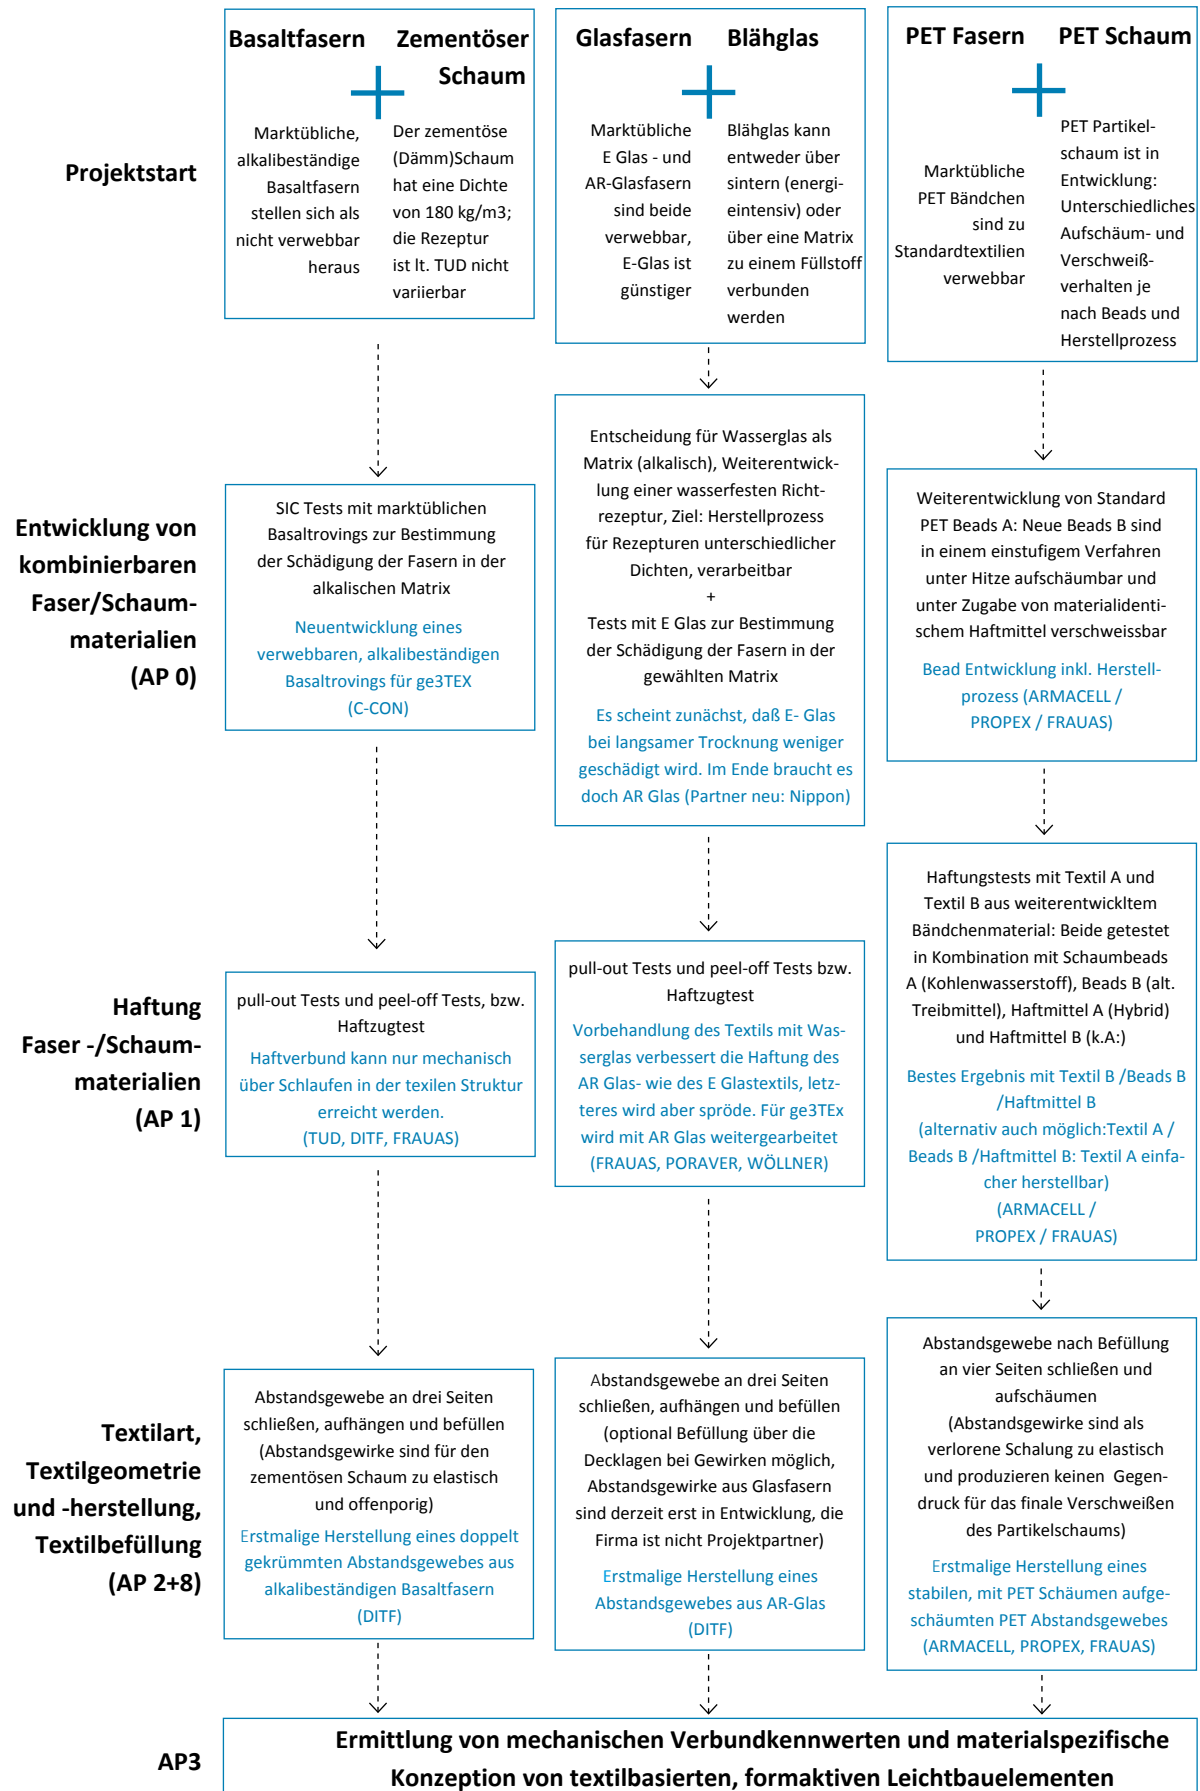 Projektstart
Basaltfasern
Zementöser
Schaum
Marktübliche,
alkalibeständige
Basaltfasern
stellen sich als
nicht verwebbar
heraus
Der zementöse
(Dämm)Schaum
hat eine Dichte
von 180 kg/m3;
die Rezeptur
ist lt. TUD nicht
variierbar
Glasfasern
Blähglas
Marktübliche
E Glas - und
AR-Glasfasern
sind beide
verwebbar,
E-Glas ist
günstiger
Blähglas kann
entweder über
sintern (energi-
eintensiv) oder
über eine Matrix
zu einem Füllstoff
verbunden
werden
PET Fasern
PET Schaum
Marktübliche
PET Bändchen
sind zu
Standardtextilien
verwebbar
PET Partikel-
schaum ist in
Entwicklung:
Unterschiedliches
Aufschäum- und
Verschweiß-
verhalten je
nach Beads und
Herstellprozess
Entwicklung von
kombinierbaren
Faser/Schaum-
materialien
(AP 0)
SIC Tests mit marktüblichen
Basaltrovings zur Bestimmung
der Schädigung der Fasern in der
alkalischen Matrix
Neuentwicklung eines
verwebbaren, alkalibeständigen
Basaltrovings für ge3TEX
(C-CON)
Entscheidung für Wasserglas als
Matrix (alkalisch), Weiterentwick-
lung einer wasserfesten Richt-
rezeptur, Ziel: Herstellprozess
für Rezepturen unterschiedlicher
Dichten, verarbeitbar
+
Tests mit E Glas zur Bestimmung
der Schädigung der Fasern in der
gewählten Matrix
Es scheint zunächst, daß E- Glas
bei langsamer Trocknung weniger
geschädigt wird. Im Ende braucht es
doch AR Glas (Partner neu: Nippon)
Weiterentwicklung von Standard
PET Beads A: Neue Beads B sind
in einem einstufigem Verfahren
unter Hitze aufschäumbar und
unter Zugabe von materialidenti-
schem Haftmittel verschweissbar
Bead Entwicklung inkl. Herstell-
prozess (ARMACELL /
PROPEX / FRAUAS)
Haftung
Faser -/Schaum-
materialien
(AP 1)
pull-out Tests und peel-off Tests, bzw.
Haftzugtest
Haftverbund kann nur mechanisch
über Schlaufen in der texilen Struktur
erreicht werden.
(TUD, DITF, FRAUAS)
pull-out Tests und peel-off Tests bzw.
Haftzugtest
Vorbehandlung des Textils mit Was-
serglas verbessert die Haftung des
AR Glas- wie des E Glastextils, letz-
teres wird aber spröde. Für ge3TEx
wird mit AR Glas weitergearbeitet
(FRAUAS, PORAVER, WÖLLNER)
Haftungstests mit Textil A und
Textil B aus weiterentwickltem
Bändchenmaterial: Beide getestet
in Kombination mit Schaumbeads
A (Kohlenwasserstoff), Beads B (alt.
Treibmittel), Haftmittel A (Hybrid)
und Haftmittel B (k.A:)
Bestes Ergebnis mit Textil B /Beads B
/Haftmittel B
(alternativ auch möglich:Textil A /
Beads B /Haftmittel B: Textil A einfa-
cher herstellbar)
(ARMACELL /
PROPEX / FRAUAS)
Textilart,
Textilgeometrie
und -herstellung,
Textilbefüllung
(AP 2+8)
Abstandsgewebe an drei Seiten
schließen, aufhängen und befüllen
(Abstandsgewirke sind für den
zementösen Schaum zu elastisch
und offenporig)
Erstmalige Herstellung eines doppelt
gekrümmten Abstandsgewebes aus
alkalibeständigen Basaltfasern
(DITF)
Abstandsgewebe an drei Seiten
schließen, aufhängen und befüllen
(optional Befüllung über die
Decklagen bei Gewirken möglich,
Abstandsgewirke aus Glasfasern
sind derzeit erst in Entwicklung, die
Firma ist nicht Projektpartner)
Erstmalige Herstellung eines
Abstandsgewebes aus AR-Glas
(DITF)
Abstandsgewebe nach Befüllung
an vier Seiten schließen und
aufschäumen
(Abstandsgewirke sind als
verlorene Schalung zu elastisch
und produzieren keinen Gegen-
druck für das finale Verschweißen
des Partikelschaums)
Erstmalige Herstellung eines
stabilen, mit PET Schäumen aufge-
schäumten PET Abstandsgewebes
(ARMACELL, PROPEX, FRAUAS)
AP3
Ermittlung von mechanischen Verbundkennwerten und materialspezifische
Konzeption von textilbasierten, formaktiven Leichtbauelementen